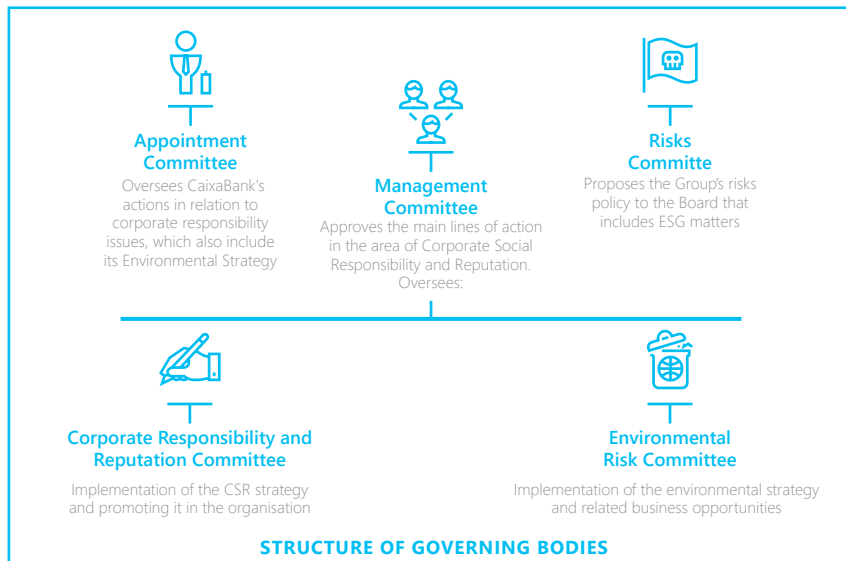 Appointment
Committee
Oversees CaixaBank's
actions in relation to
corporate responsibility
issues, which also include
its Environmental Strategy
Management
Committee
Approves the main lines of action
in the area of Corporate Social
Responsibility and Reputation.
Oversees:
Risks
Committe
Proposes the Group's risks
policy to the Board that
includes ESG matters
Corporate Responsibility and
Reputation Committee
Implementation of the CSR strategy
and promoting it in the organisation
Environmental
Risk Committee
Implementation of the environmental strategy
and related business opportunities
STRUCTURE OF GOVERNING BODIES